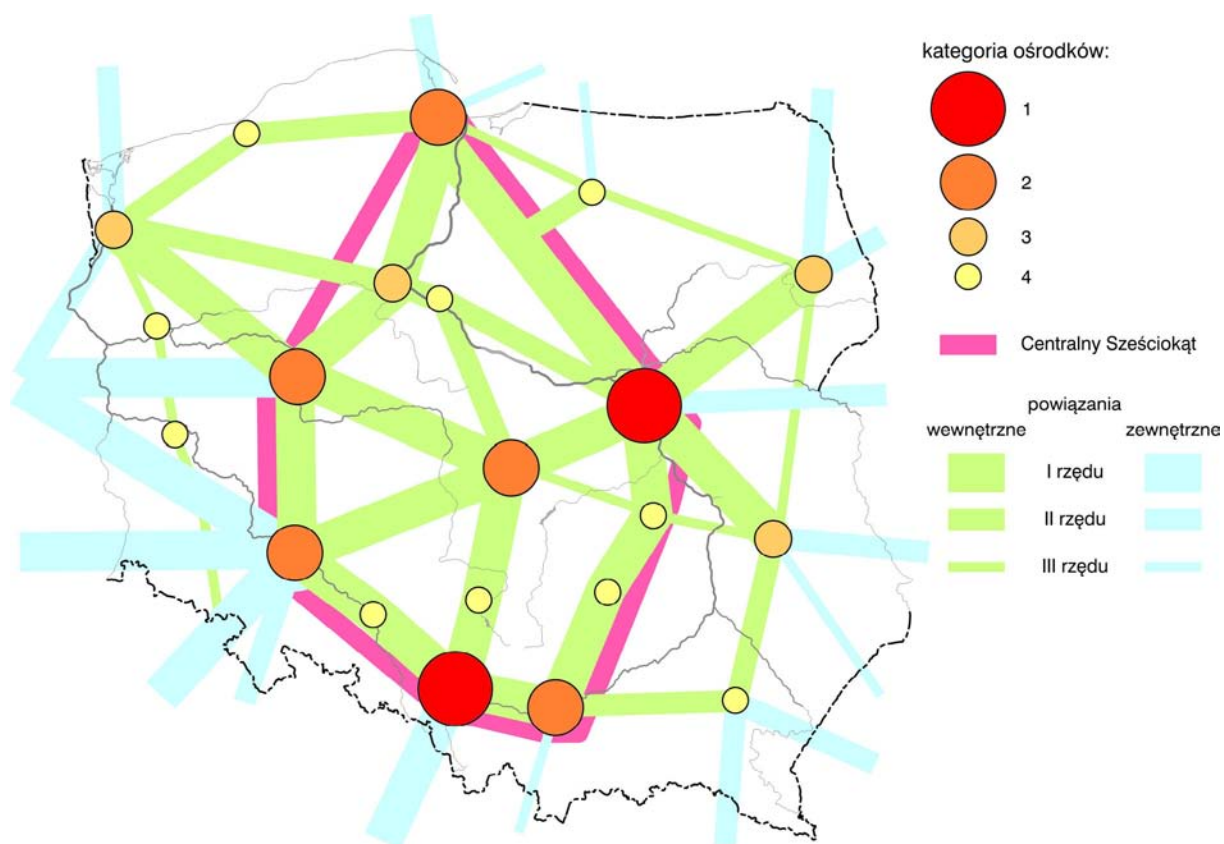 kategoria ośrodków:
1
2
3
4
Centralny Sześciokąt
powiązania
wewnętrzne zewnętrzne
I rzędu
II rzędu
III rzędu